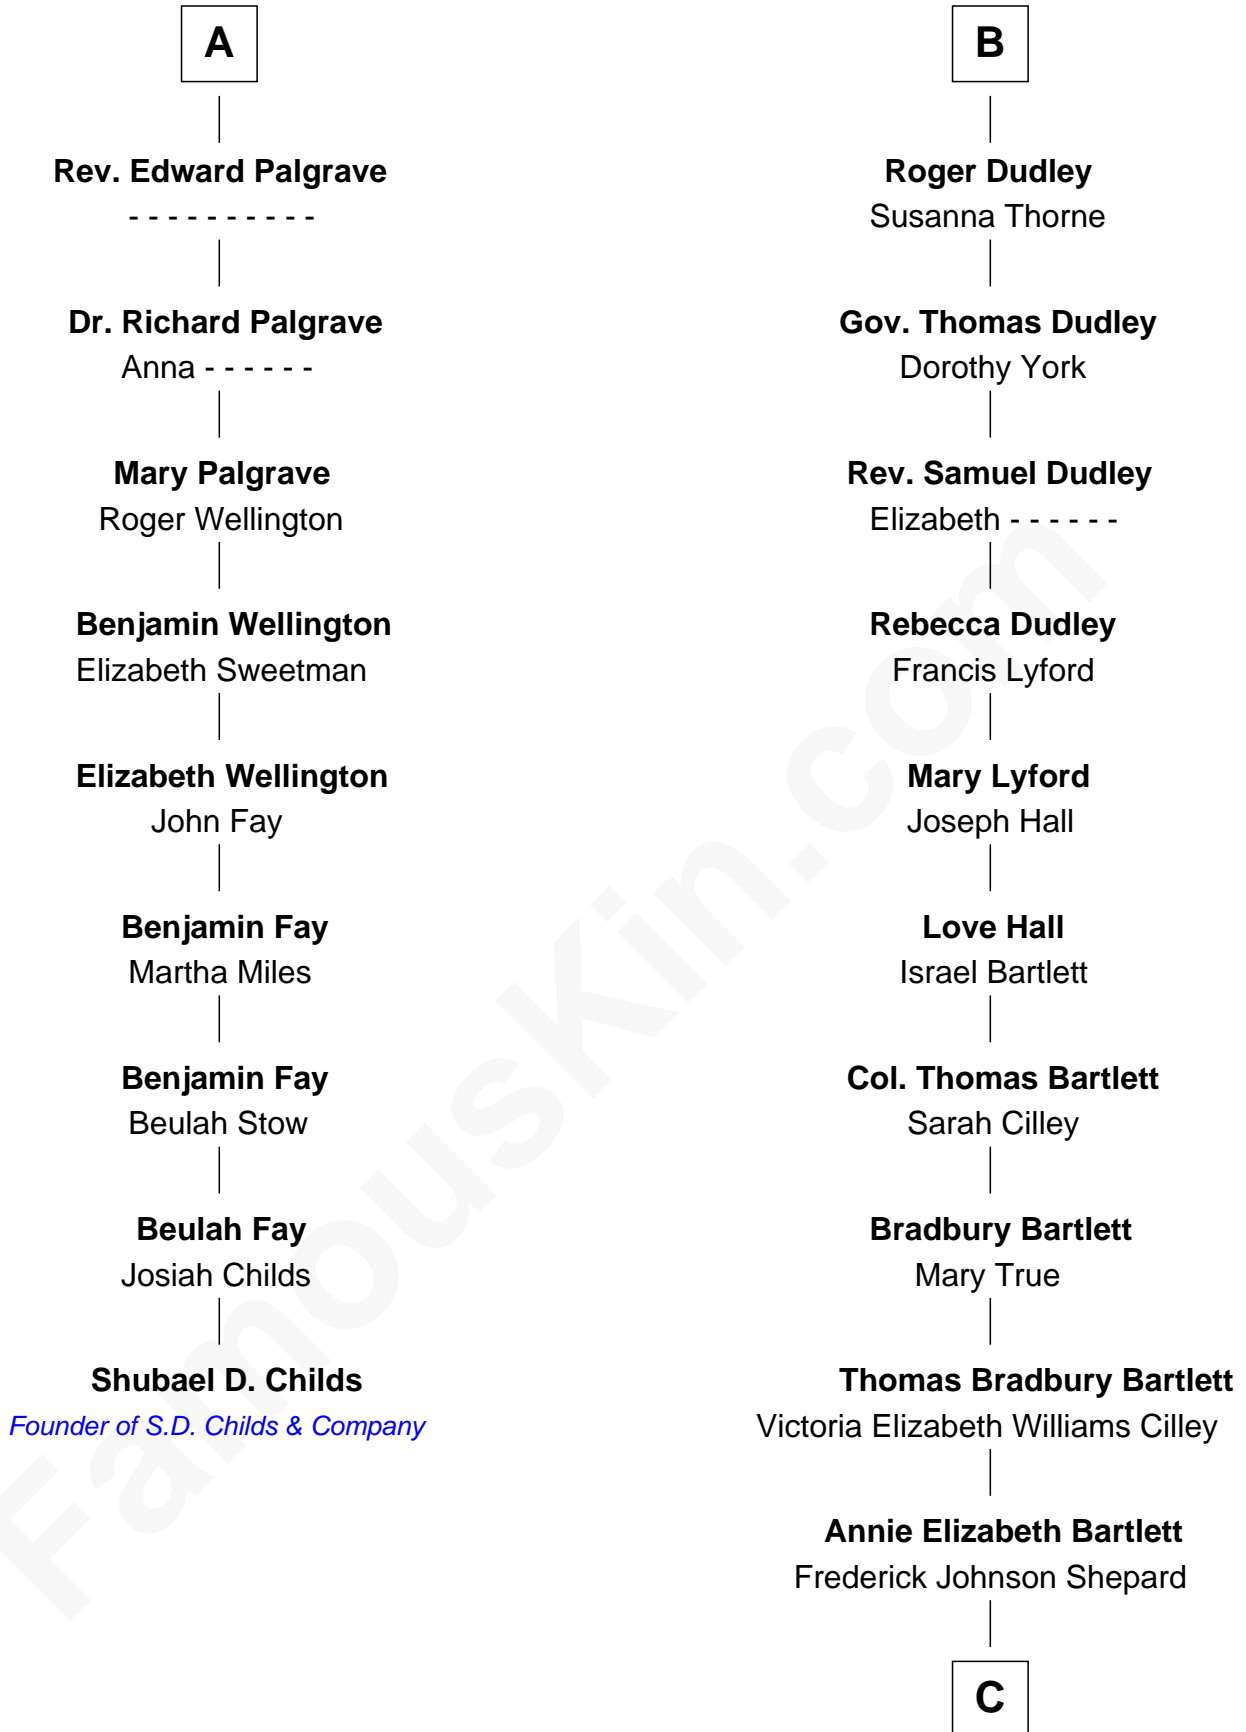 A
Rev. Edward Palgrave
- - - - - - - - - -
Dr. Richard Palgrave
Anna - - - - - -
Mary Palgrave
Roger Wellington
Benjamin Wellington
Elizabeth Sweetman
Elizabeth Wellington
John Fay
Benjamin Fay
Martha Miles
Benjamin Fay
Beulah Stow
Beulah Fay
Josiah Childs
Shubael D. Childs
Founder of S.D. Childs & Company
B
Roger Dudley
Susanna Thorne
Gov. Thomas Dudley
Dorothy York
Rev. Samuel Dudley
Elizabeth - - - - - -
Rebecca Dudley
Francis Lyford
Mary Lyford
Joseph Hall
Love Hall
Israel Bartlett
Col. Thomas Bartlett
Sarah Cilley
Bradbury Bartlett
Mary True
Thomas Bradbury Bartlett
Victoria Elizabeth Williams Cilley
Annie Elizabeth Bartlett
Frederick Johnson Shepard
C
FamousKin.com